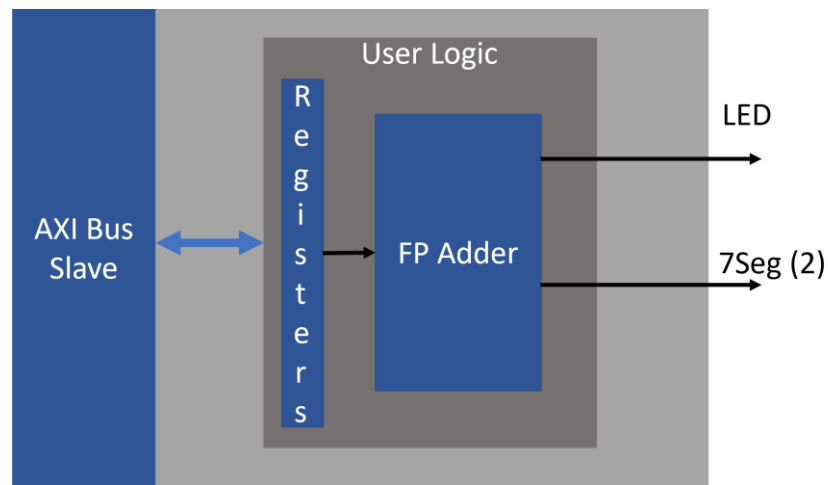 User Logic
R
e
g
i
s
t
e
r
s
AXI Bus
Slave
FP Adder
LED
7Seg (2)